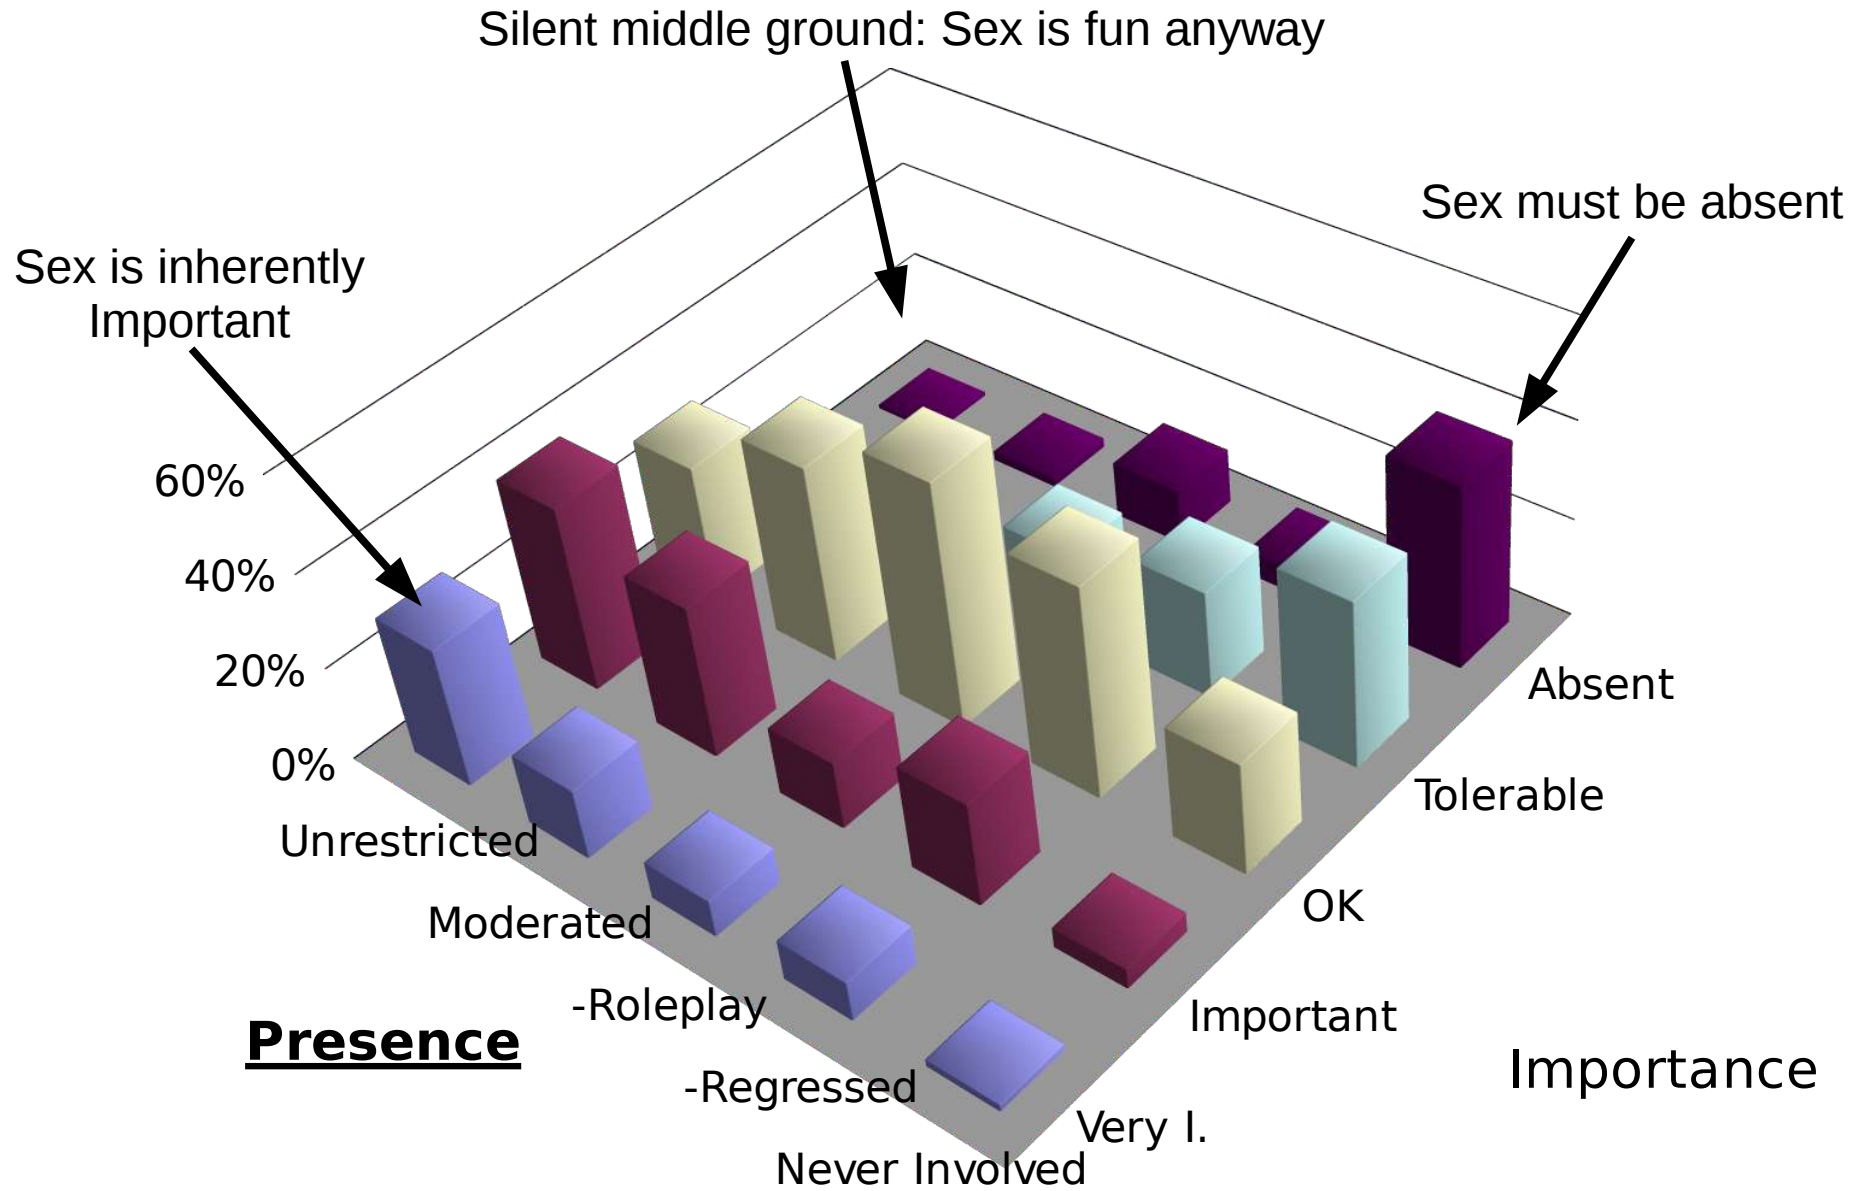 Silent middle ground: Sex is fun anyway
Sex must be absent
Sex is inherently
Important
60%
40%
20%
0%
Unrestricted
Moderated
-Roleplay
-Regressed
Never Involved
Presence
Absent
Tolerable
OK
Important
Very I.
Importance